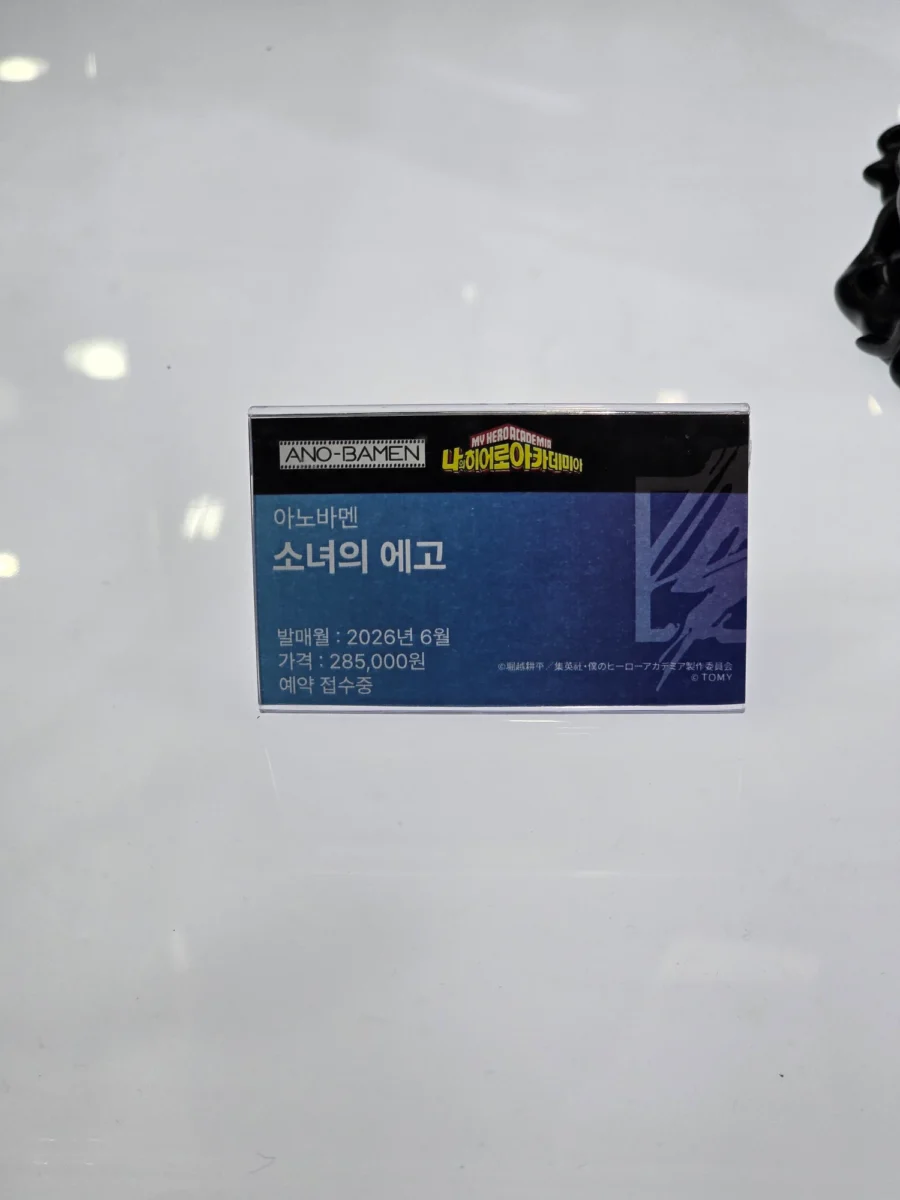 ANO-BAMEN
MY HERO ACADEMIA
나의 히어로 아카데미아
아노바멘
소녀의 에고
발매월 : 2026년 6월
가격 : 285,000원
예약 접수중
©堀越耕平／集英社・僕のヒーローアカデミア製作委員会
© TOMY